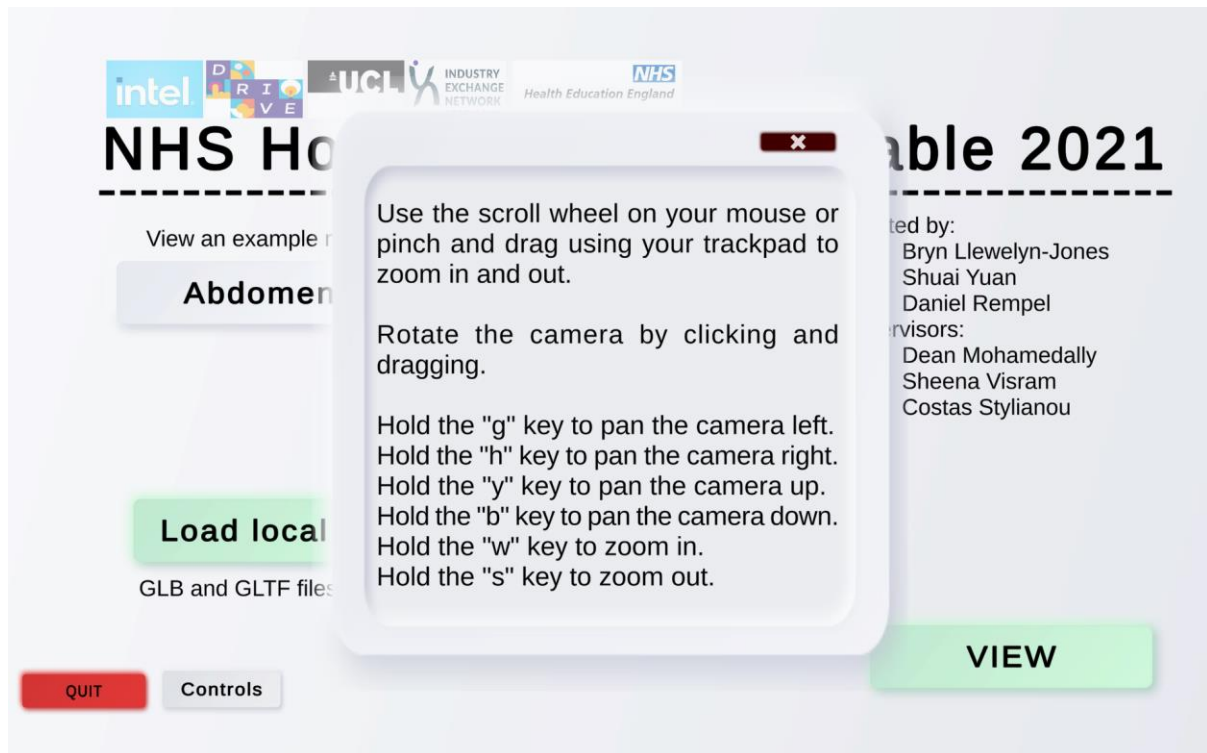 intel
DRIVE
UCL
INDUSTRY
EXCHANGE
NETWORK
NHS
Health Education England
NHS able 2021
View an example
Abdomen
Use the scroll wheel on your mouse or
pinch and drag using your trackpad to
zoom in and out.
Rotate the camera by clicking and
dragging.
Hold the "g" key to pan the camera left.
Hold the "h" key to pan the camera right.
Hold the "y" key to pan the camera up.
Hold the "b" key to pan the camera down.
Hold the "w" key to zoom in.
Hold the "s" key to zoom out.
ted by:
Bryn Llewelyn-Jones
Shuai Yuan
Daniel Rempel
rvisors:
Dean Mohamedally
Sheena Visram
Costas Stylianou
Load local
GLB and GLTF files
VIEW
QUIT
Controls